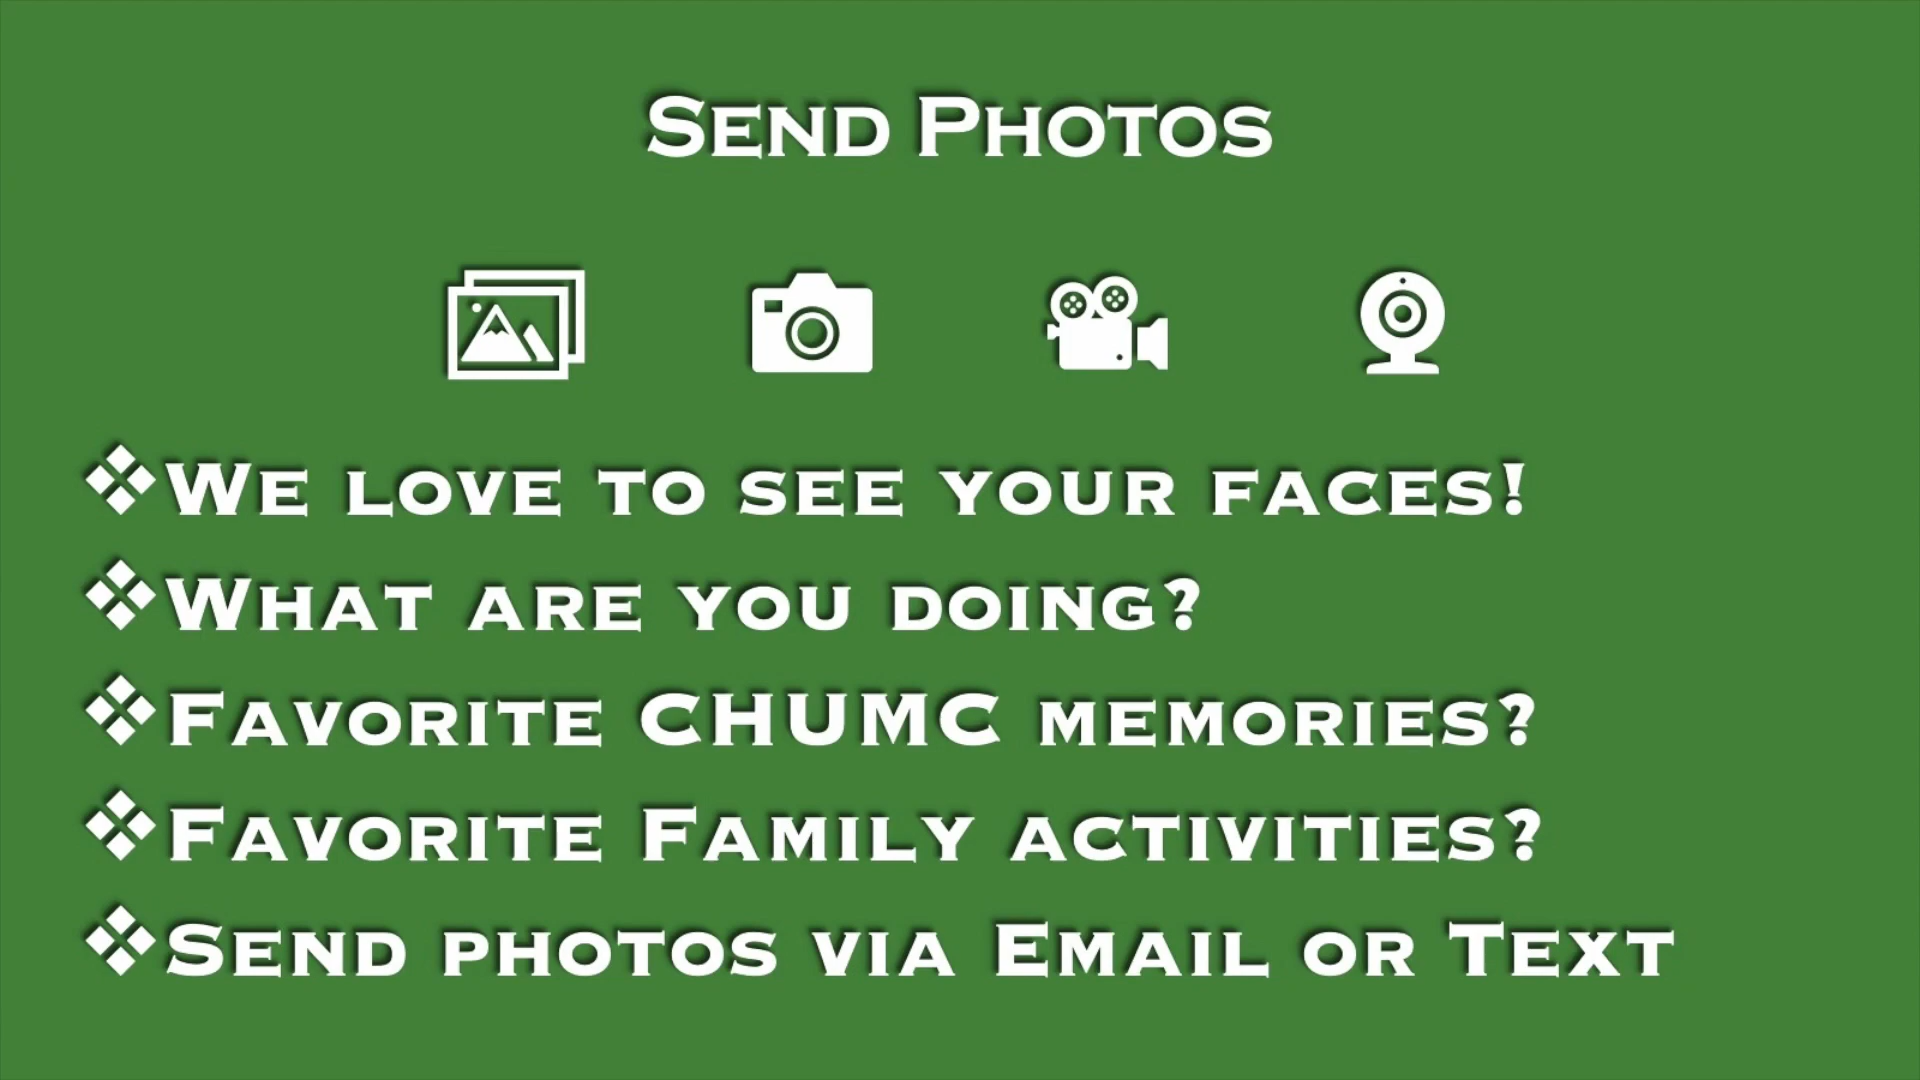 Send Photos
❖We love to see your faces!
❖What are you doing?
❖Favorite CHUMC memories?
❖Favorite Family activities?
❖Send photos via Email or Text